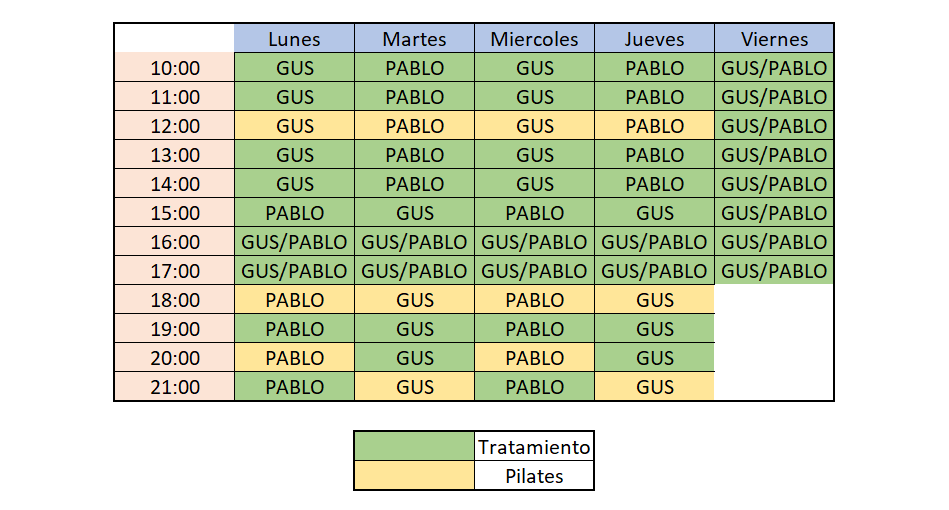 Lunes Martes Miercoles Jueves Viernes
10:00 GUS PABLO GUS PABLO GUS/PABLO
11:00 GUS PABLO GUS PABLO GUS/PABLO
12:00 GUS PABLO GUS PABLO GUS/PABLO
13:00 GUS PABLO GUS PABLO GUS/PABLO
14:00 GUS PABLO GUS PABLO GUS/PABLO
15:00 PABLO GUS PABLO GUS GUS/PABLO
16:00 GUS/PABLO GUS/PABLO GUS/PABLO GUS/PABLO GUS/PABLO
17:00 GUS/PABLO GUS/PABLO GUS/PABLO GUS/PABLO GUS/PABLO
18:00 PABLO GUS PABLO GUS
19:00 PABLO GUS PABLO GUS
20:00 PABLO GUS PABLO GUS
21:00 PABLO GUS PABLO GUS
Tratamiento
Pilates